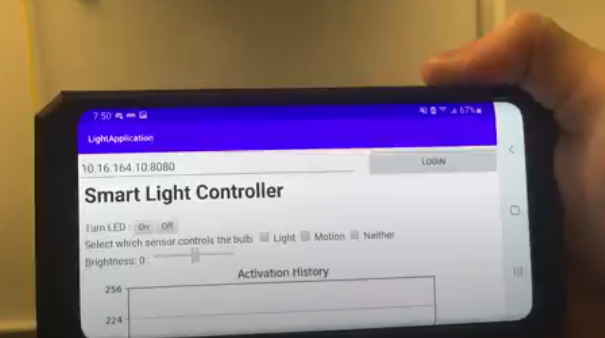 7:50 67%
LightApplication
10.16.164.10:8080 LOGIN
Smart Light Controller
Turn LED : On Off
Select which sensor controls the bulb: Light Motion Neither
Brightness: 0 :
Activation History
256
224